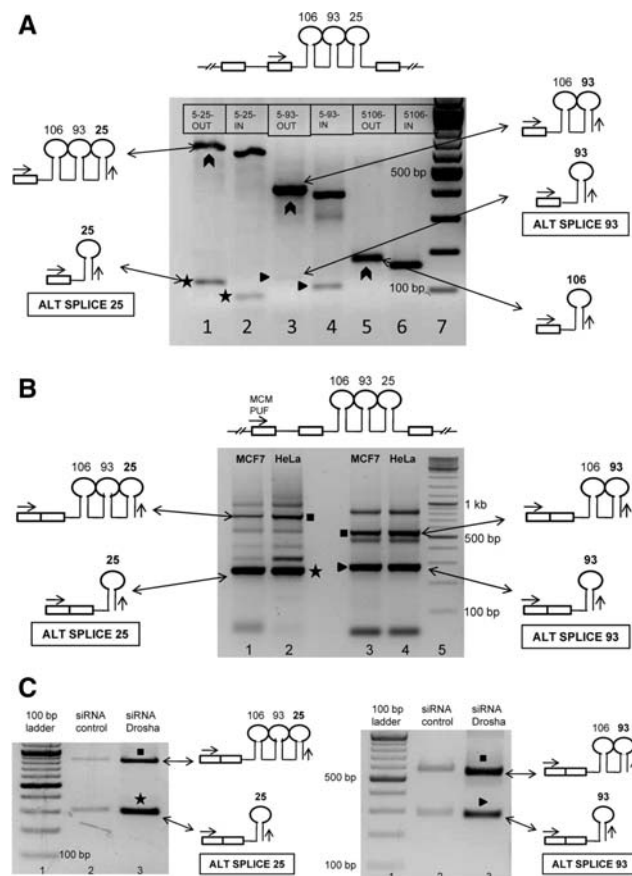 A
106 93 25
5-25-OUT 5-25-IN 5-93-OUT 5-93-IN 5106-OUT 5106-IN
106 93 25
25
ALT SPLICE 25
500 bp
100 bp
1 2 3 4 5 6 7
106 93
93
ALT SPLICE 93
106
B
106 93 25
MCM
PUF
MCF7 HeLa MCF7 HeLa
106 93 25
25
ALT SPLICE 25
1 kb
500 bp
100 bp
1 2 3 4 5
106 93
93
ALT SPLICE 93
C
100 bp ladder
siRNA control
siRNA Drosha
106 93 25
25
ALT SPLICE 25
100 bp
1 2 3
100 bp ladder
siRNA control
siRNA Drosha
500 bp
100 bp
106 93
93
ALT SPLICE 93